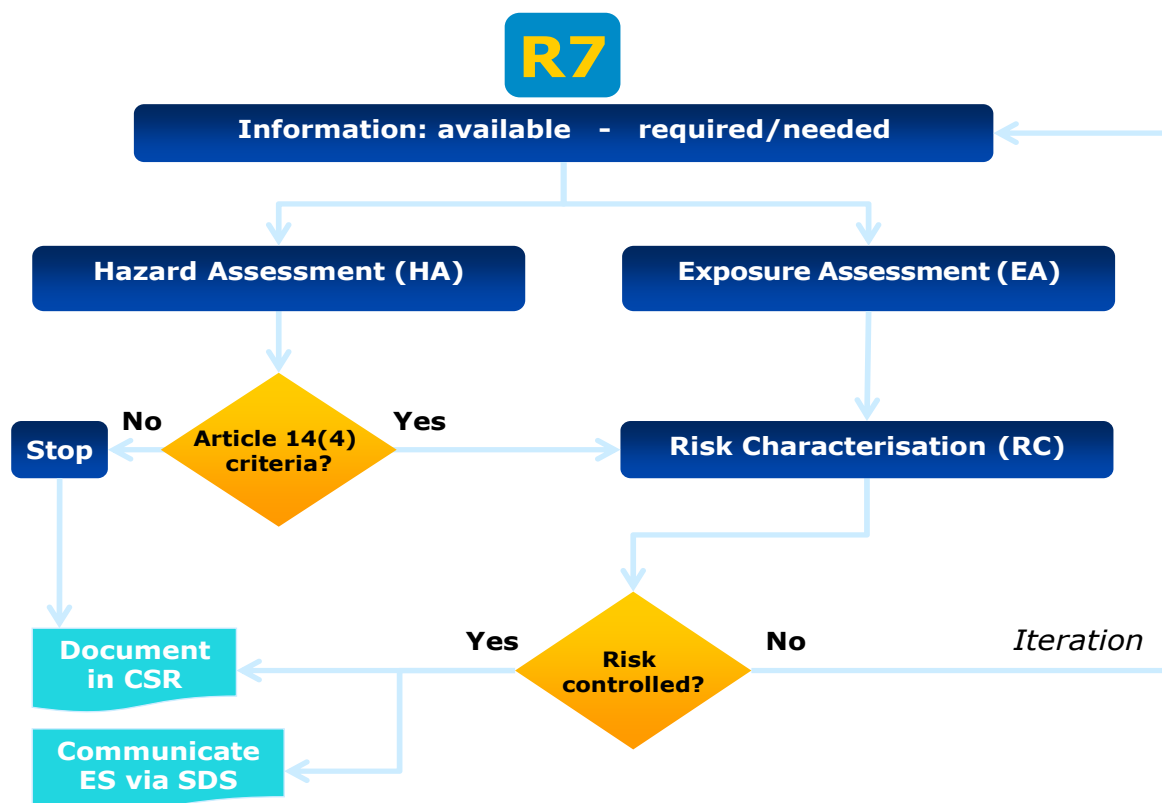 R7
Information: available - required/needed
Hazard Assessment (HA)
Exposure Assessment (EA)
No
Yes
Stop
Article 14(4)
criteria?
Risk Characterisation (RC)
Yes
No
Iteration
Document
in CSR
Risk
controlled?
Communicate
ES via SDS